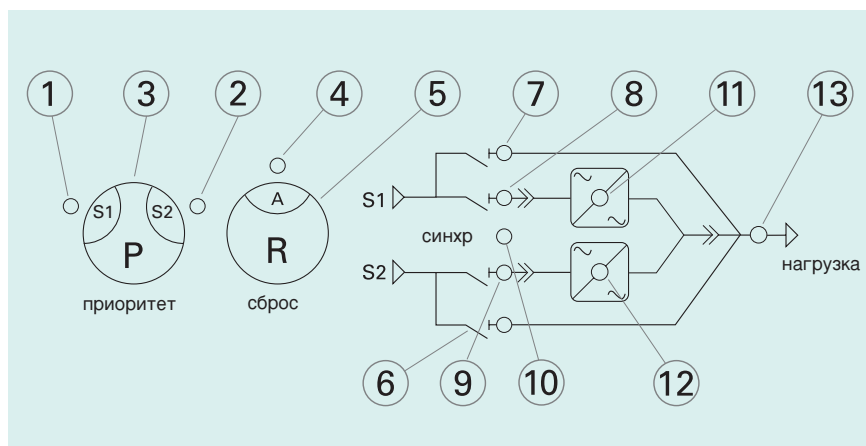 1 3 2 4 5 7 8 11 13
S1 S2 A S1
P R синхр
S2 нагрузка
приоритет сброс
6 9 10 12